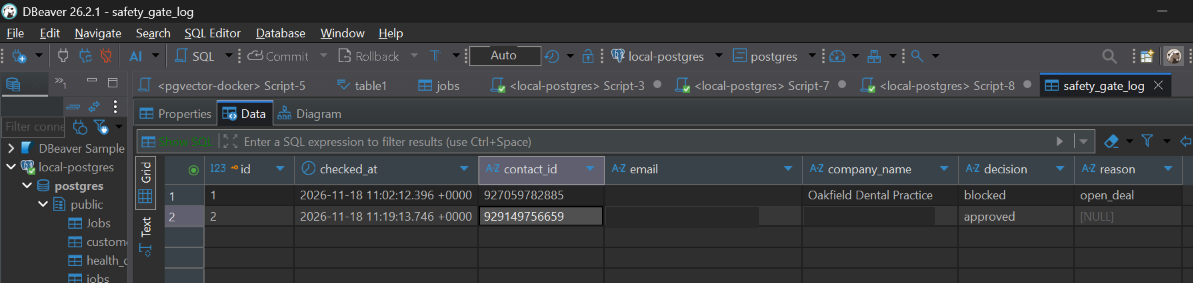 DBeaver 26.2.1 - safety_gate_log
File Edit Navigate Search SQL Editor Database Window Help
AI SQL Commit Rollback T Auto local-postgres postgres
»1 <pgvector-docker> Script-5 table1 jobs <local-postgres> Script-3 <local-postgres> Script-7 <local-postgres> Script-8 safety_gate_log
Properties Data Diagram
Filter conne Enter a SQL expression to filter results (use Ctrl+Space)
DBeaver Sample
local-postgres
postgres
public
Jobs
custome
health_c
jobs
Grid
Text
123 id checked_at A-Z contact_id A-Z email A-Z company_name A-Z decision A-Z reason
1 1 2026-11-18 11:02:12.396 +0000 927059782885 Oakfield Dental Practice blocked open_deal
2 2 2026-11-18 11:19:13.746 +0000 929149756659 approved [NULL]